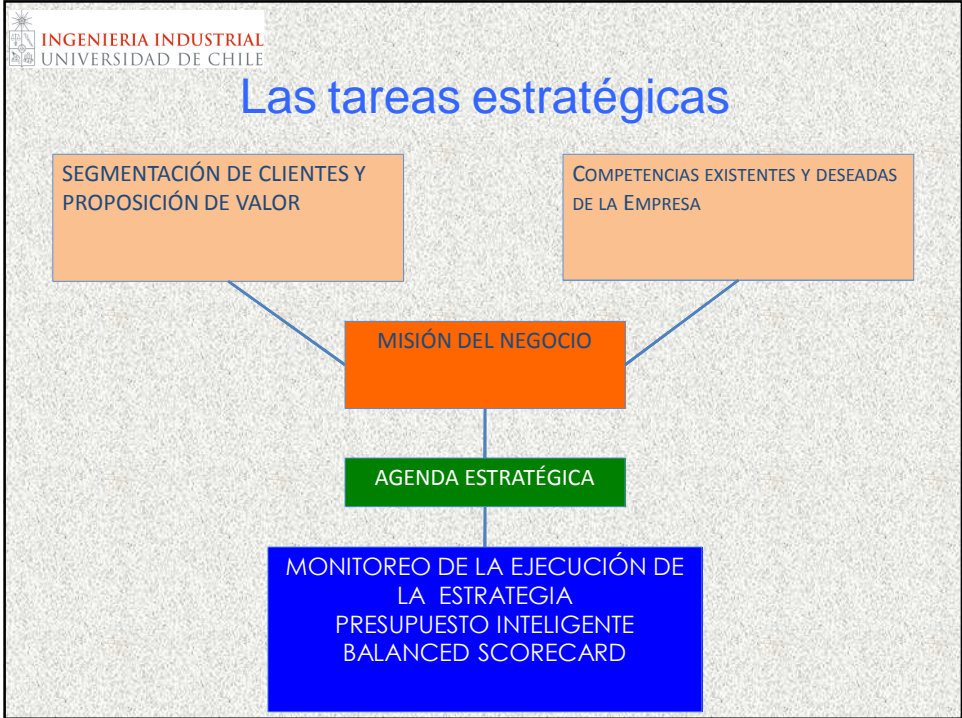 INGENIERIA INDUSTRIAL
UNIVERSIDAD DE CHILE
Las tareas estratégicas
SEGMENTACIÓN DE CLIENTES Y
PROPOSICIÓN DE VALOR
COMPETENCIAS EXISTENTES Y DESEADAS
DE LA EMPRESA
MISIÓN DEL NEGOCIO
AGENDA ESTRATÉGICA
MONITOREO DE LA EJECUCIÓN DE
LA ESTRATEGIA
PRESUPUESTO INTELIGENTE
BALANCED SCORECARD